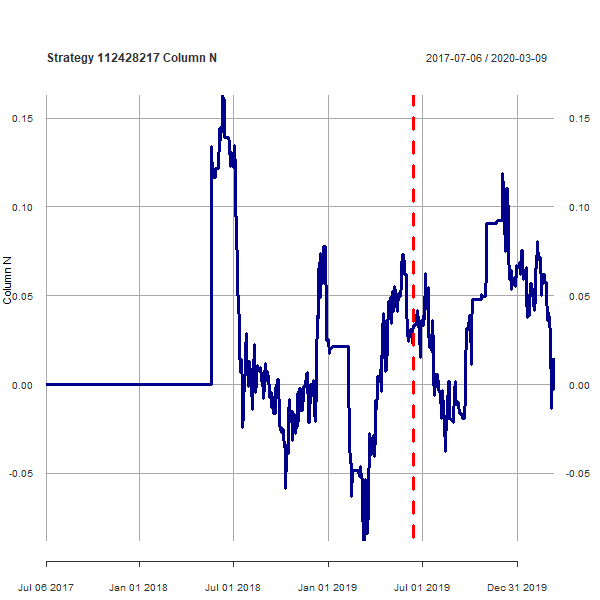 Strategy 112428217 Column N
2017-07-06 / 2020-03-09
Column N
0.15
0.10
0.05
0.00
-0.05
0.15
0.10
0.05
0.00
-0.05
Jul 06 2017
Jan 01 2018
Jul 01 2018
Jan 01 2019
Jul 01 2019
Dec 31 2019